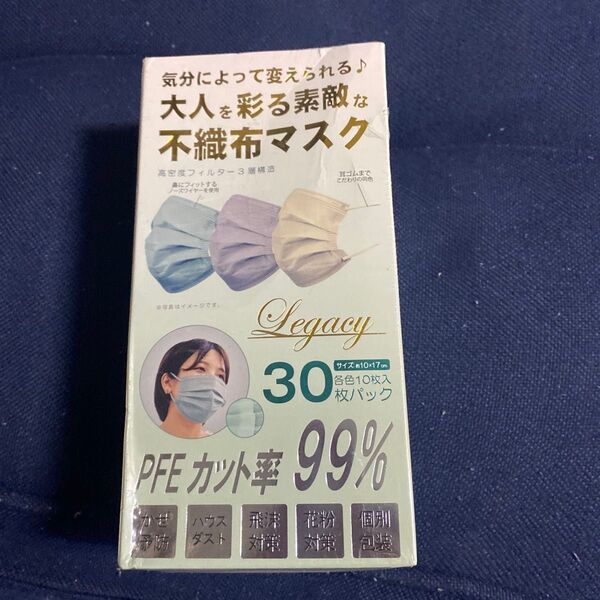 気分によって変えられる♪
大人を彩る素敵な
不織布マスク
高密度フィルター3層構造
鼻にフィットする
ノーズワイヤーを使用
耳ゴムまで
こだわりの同色
※写真はイメージです。
Legacy
サイズ:約10×17cm
30
各色10枚入
枚パック
PFE カット率 99%
かぜ
予防
ハウス
ダスト
飛沫
対策
花粉
対策
個別
包装